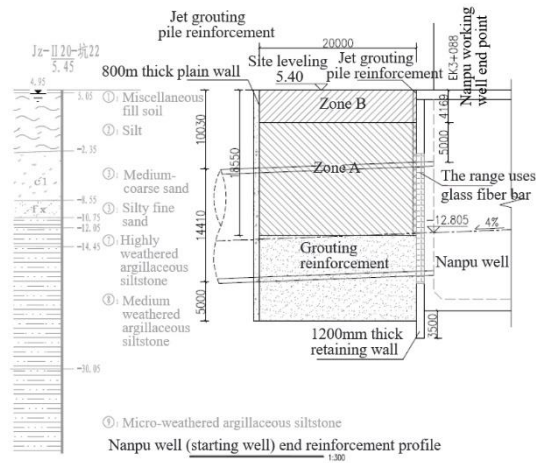 Jet grouting
pile reinforcement
20000
Jet grouting
pile reinforcement
Jz-II20-坑22
5.45
Site leveling
5.40
800m thick plain wall
EK3+088
Nanpu working
well end point
4.95
5.05
①: Miscellaneous
fill soil
②: Silt
Zone B
4169
10030
5000
18550
Zone A
-2.35
③: Medium-
coarse sand
The range uses
glass fiber bar
③: Silty fine
sand
-8.55
-10.75
-12.05
-14.45
14410
-12.805
4%
⑦: Highly
weathered
argillaceous
siltstone
Grouting
reinforcement
Nanpu well
⑧: Medium
weathered
argillaceous
siltstone
5000
1200mm thick
retaining wall
3500
⑨: Micro-weathered argillaceous siltstone
Nanpu well (starting well) end reinforcement profile
1:300